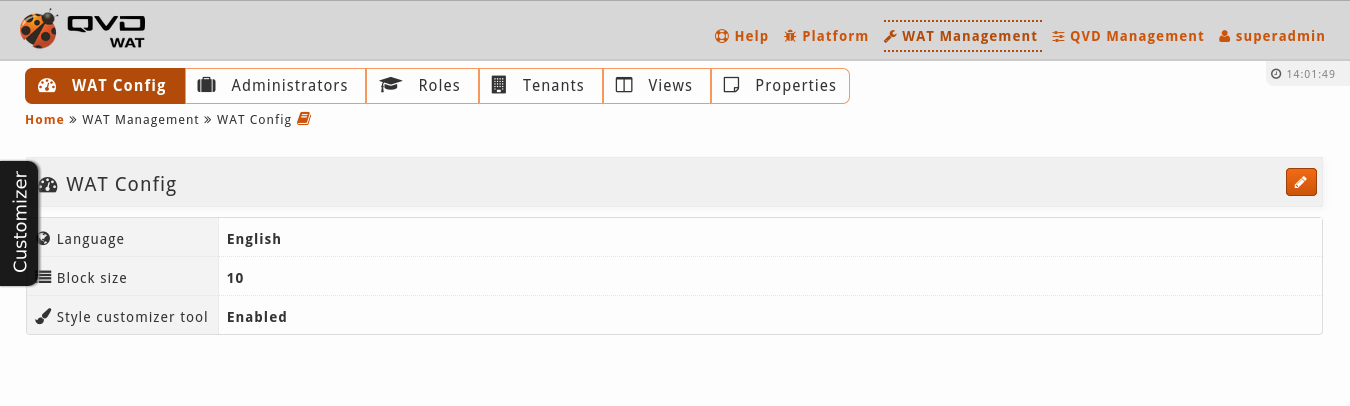 QVD
WAT
Help Platform WAT Management QVD Management superadmin
WAT Config Administrators Roles Tenants Views Properties
14:01:49
Home » WAT Management » WAT Config
Customizer
WAT Config
Language English
Block size 10
Style customizer tool Enabled